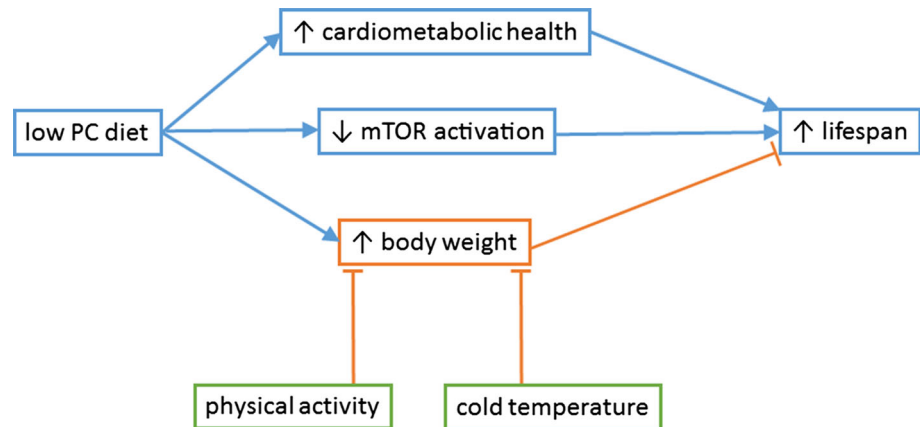 ↑ cardiometabolic health
low PC diet
↓ mTOR activation
↑ lifespan
↑ body weight
physical activity
cold temperature